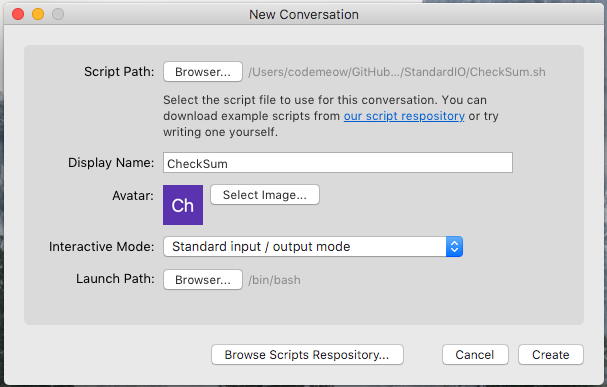 New Conversation
Script Path: Browser... /Users/codemeow/GitHub.../StandardIO/CheckSum.sh
Select the script file to use for this conversation. You can
download example scripts from our script respository or try
writing one yourself.
Display Name: CheckSum
Avatar: Ch Select Image...
Interactive Mode: Standard input / output mode
Launch Path: Browser... /bin/bash
Browse Scripts Respository... Cancel Create